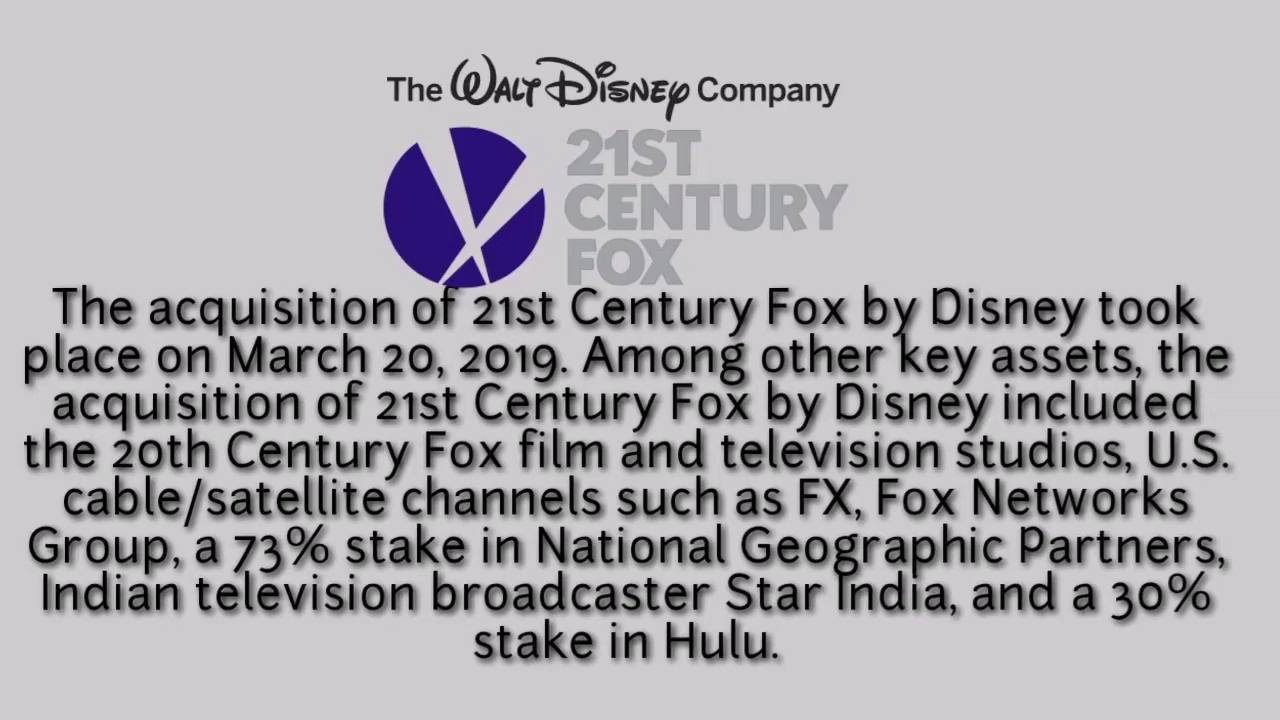 The Walt Disney Company
21ST
CENTURY
FOX
The acquisition of 21st Century Fox by Disney took
place on March 20, 2019. Among other key assets, the
acquisition of 21st Century Fox by Disney included
the 20th Century Fox film and television studios, U.S.
cable/satellite channels such as FX, Fox Networks
Group, a 73% stake in National Geographic Partners,
Indian television broadcaster Star India, and a 30%
stake in Hulu.